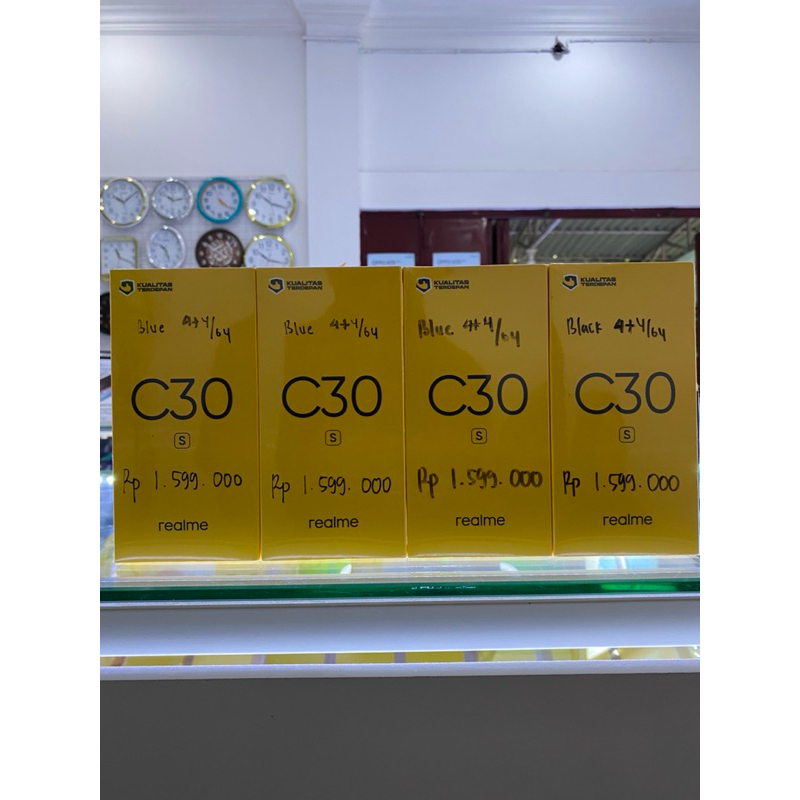 KUALITAS
TERDEPAN
Blue 4+4/64
C30
S
Rp 1.599.000
realme
KUALITAS
TERDEPAN
Blue 4+4/64
C30
S
Rp 1.599.000
realme
KUALITAS
TERDEPAN
Blue 4+4/64
C30
S
Rp 1.599.000
realme
KUALITAS
TERDEPAN
Black 4+4/64
C30
S
Rp 1.599.000
realme